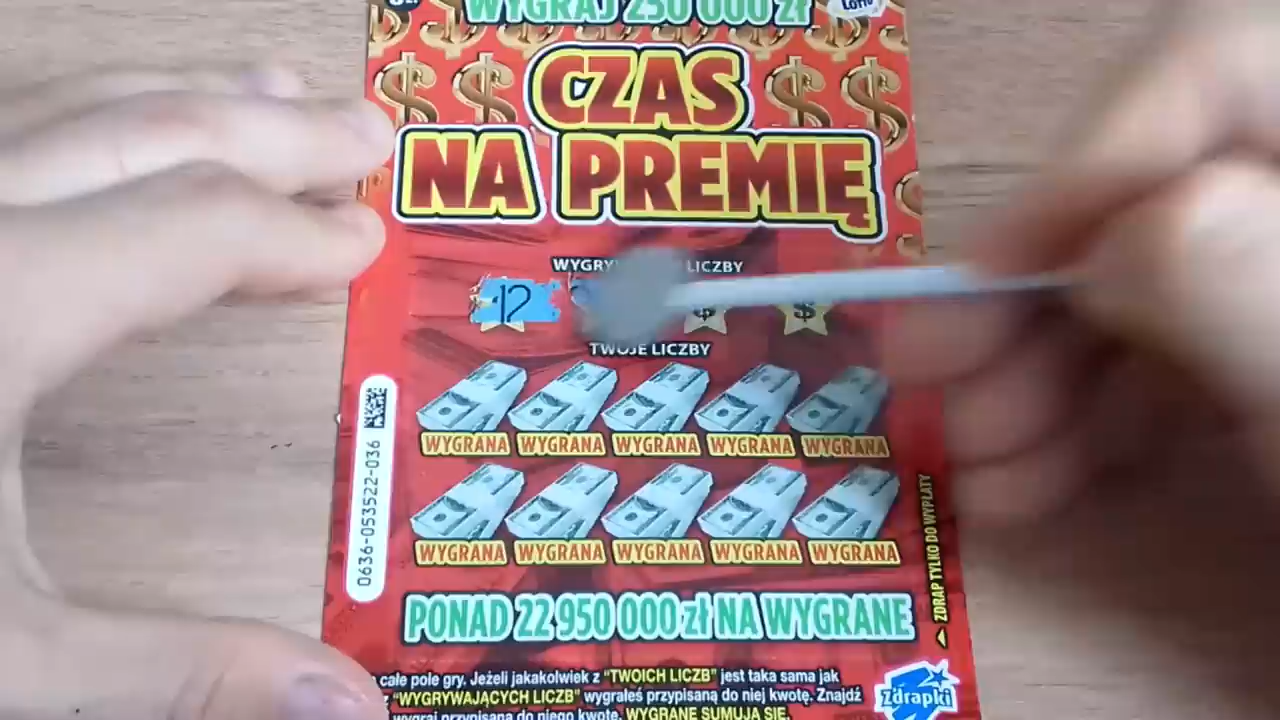 WYGRAJ 250 000 zł
Lotto
CZAS
NA PREMIĘ
LICZBY
12
$ $
TWOJE LICZBY
WYGRANA WYGRANA WYGRANA WYGRANA WYGRANA
WYGRANA WYGRANA WYGRANA WYGRANA WYGRANA
0636-053522-036
ZDRAP TYLKO DO WYPŁATY
PONAD 22 950 000 zł NA WYGRANE
całe pole gry. Jeżeli jakakolwiek z "TWOICH LICZB" jest taka sama jak
z "WYGRYWAJĄCYCH LICZB" wygrałeś przypisaną do niej kwotę. Znajdź
wygraj przypisaną do niego kwotę. WYGRANE SUMUJĄ SIĘ.
Zdrapki